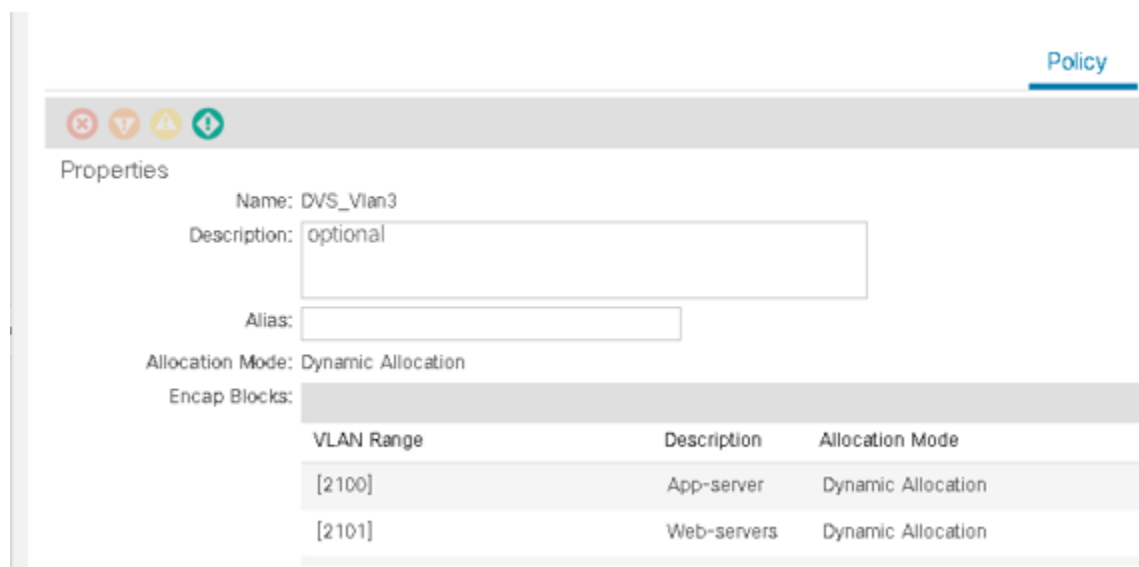 Policy
Properties
Name: DVS_Vlan3
Description: optional
Alias:
Allocation Mode: Dynamic Allocation
Encap Blocks:
VLAN Range Description Allocation Mode
[2100] App-server Dynamic Allocation
[2101] Web-servers Dynamic Allocation